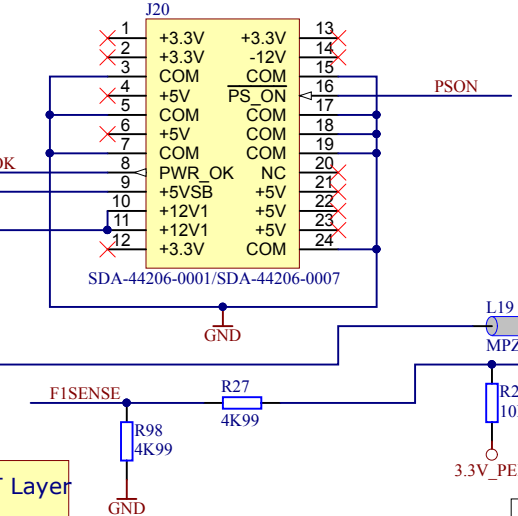 J20
1 +3.3V +3.3V 13
2 +3.3V -12V 14
3 COM COM 15
4 +5V PS_ON 16 PSON
5 COM COM 17
6 +5V COM 18
7 COM COM 19
OK 8 PWR_OK NC 20
9 +5VSB +5V 21
10 +12V1 +5V 22
11 +12V1 +5V 23
12 +3.3V COM 24
SDA-44206-0001/SDA-44206-0007
GND
L19
MPZ
F1SENSE
R27
4K99
R98
4K99
GND
R2
10
3.3V_PE
Layer